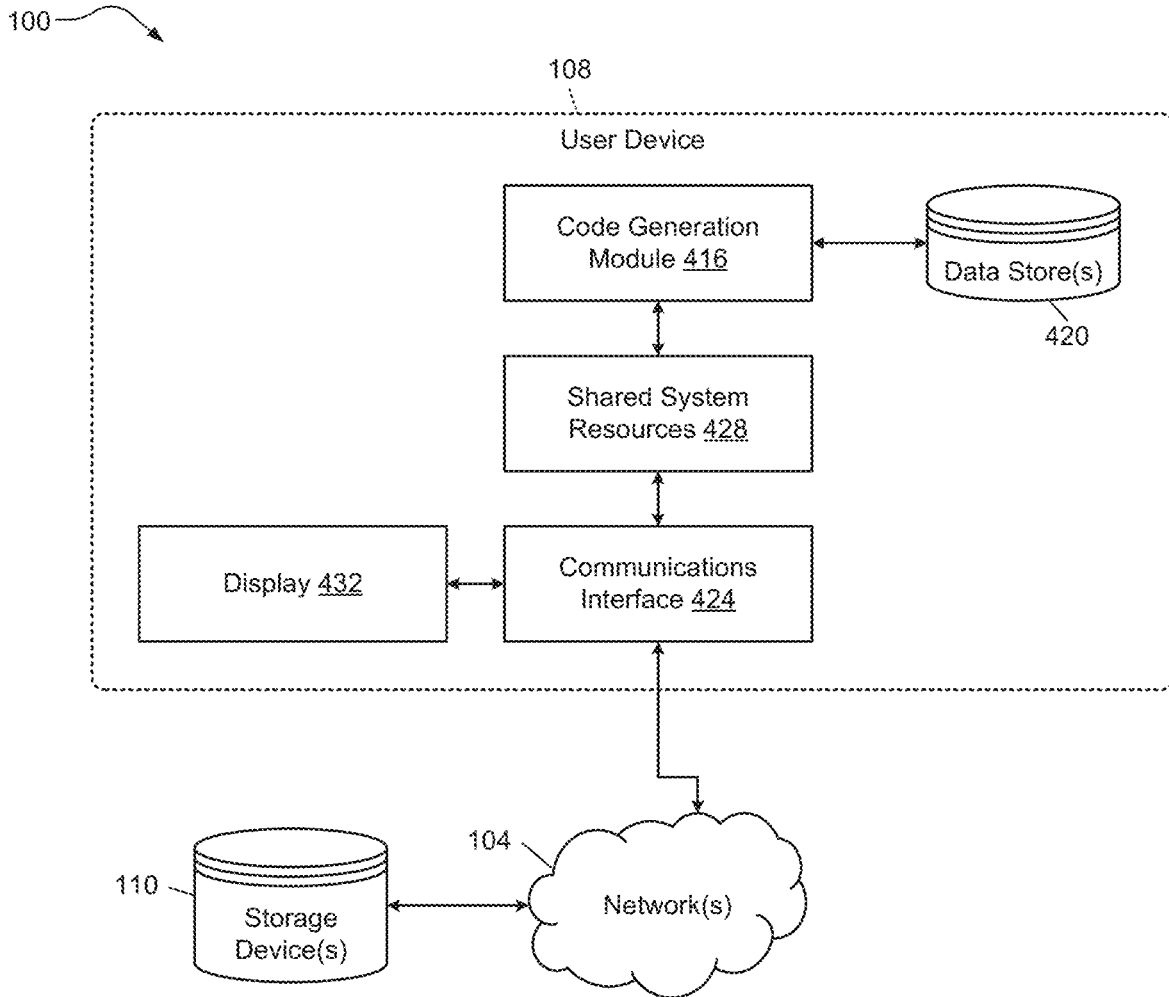 100
108
User Device
Code Generation
Module 416
Data Store(s)
420
Shared System
Resources 428
Display 432
Communications
Interface 424
104
110
Storage
Device(s)
Network(s)